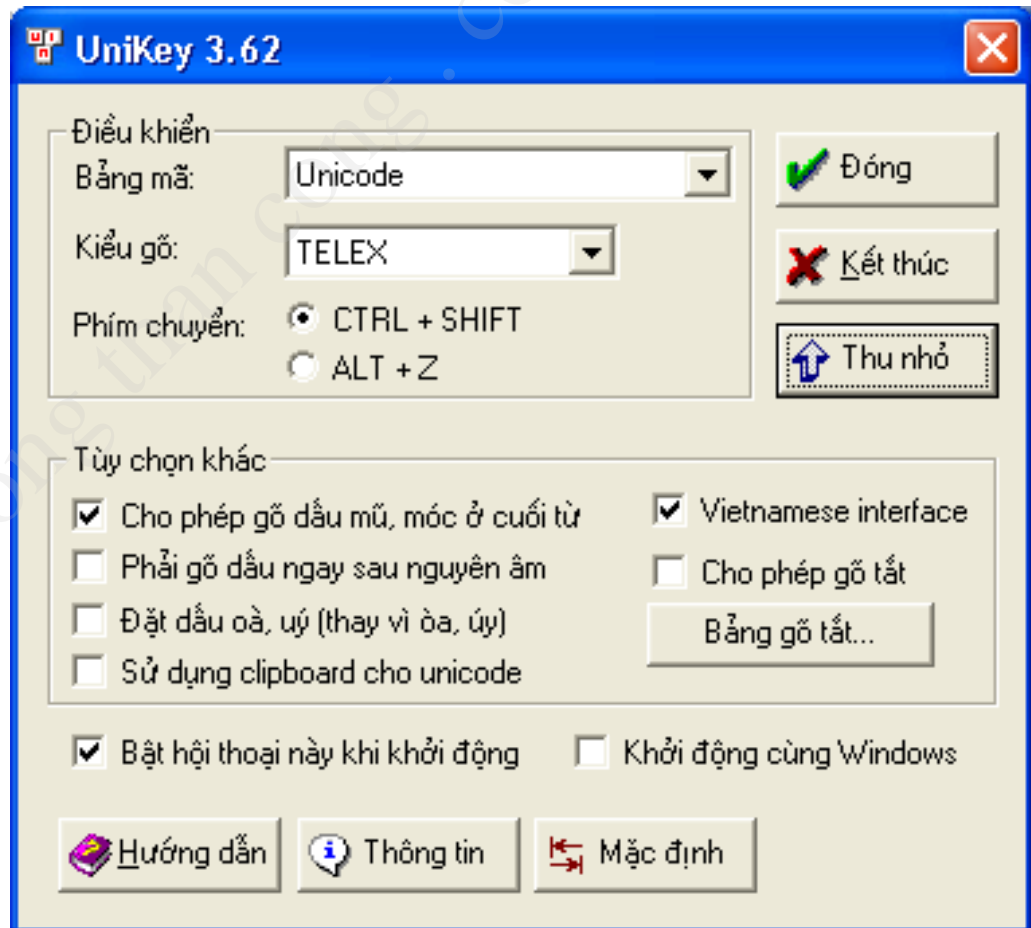 UniKey 3.62
Điều khiển
Bảng mã: Unicode
Đóng
Kiểu gõ: TELEX
Kết thúc
Phím chuyển: CTRL + SHIFT
ALT + Z
Thu nhỏ
Tùy chọn khác
Cho phép gõ dấu mũ, móc ở cuối từ
Vietnamese interface
Phải gõ dấu ngay sau nguyên âm
Cho phép gõ tắt
Đặt dấu oà, uý (thay vì òa, úy)
Bảng gõ tắt...
Sử dụng clipboard cho unicode
Bật hội thoại này khi khởi động
Khởi động cùng Windows
Hướng dẫn
Thông tin
Mặc định